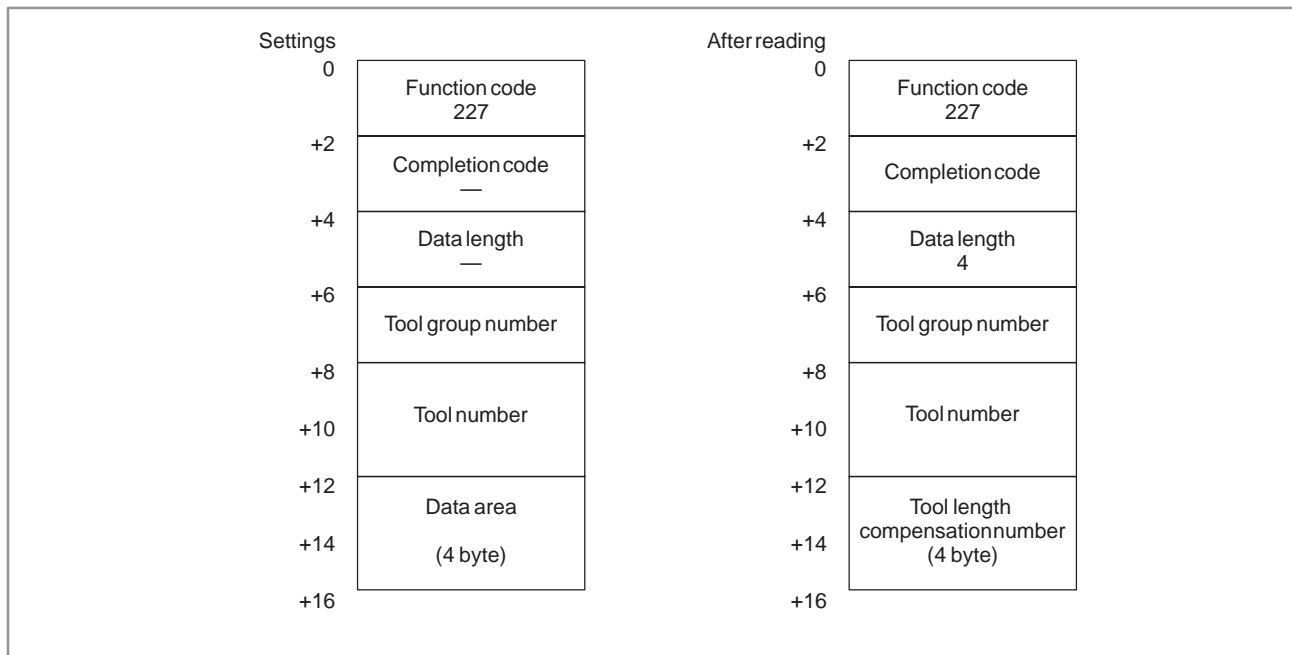 Settings
0
Function code
227
+2
Completion code
—
+4
Data length
—
+6
Tool group number
+8
Tool number
+10
+12
Data area
+14
(4 byte)
+16
After reading
0
Function code
227
+2
Completion code
+4
Data length
4
+6
Tool group number
+8
Tool number
+10
+12
Tool length
compensation number
+14
(4 byte)
+16